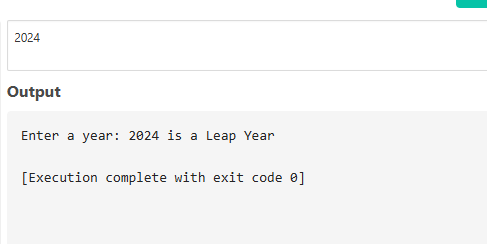 2024
Output
Enter a year: 2024 is a Leap Year
[Execution complete with exit code 0]